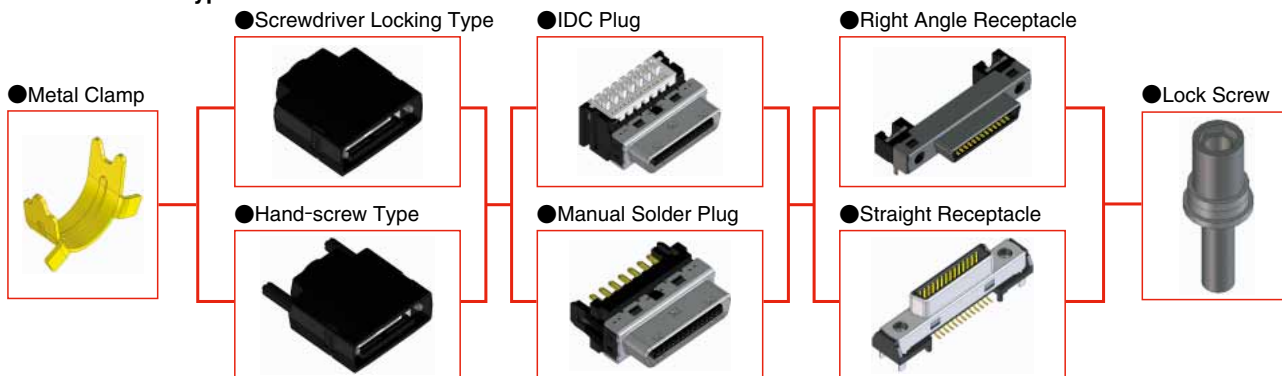 ●Screwdriver Locking Type
●IDC Plug
●Right Angle Receptacle
●Metal Clamp
●Lock Screw
●Hand-screw Type
●Manual Solder Plug
●Straight Receptacle